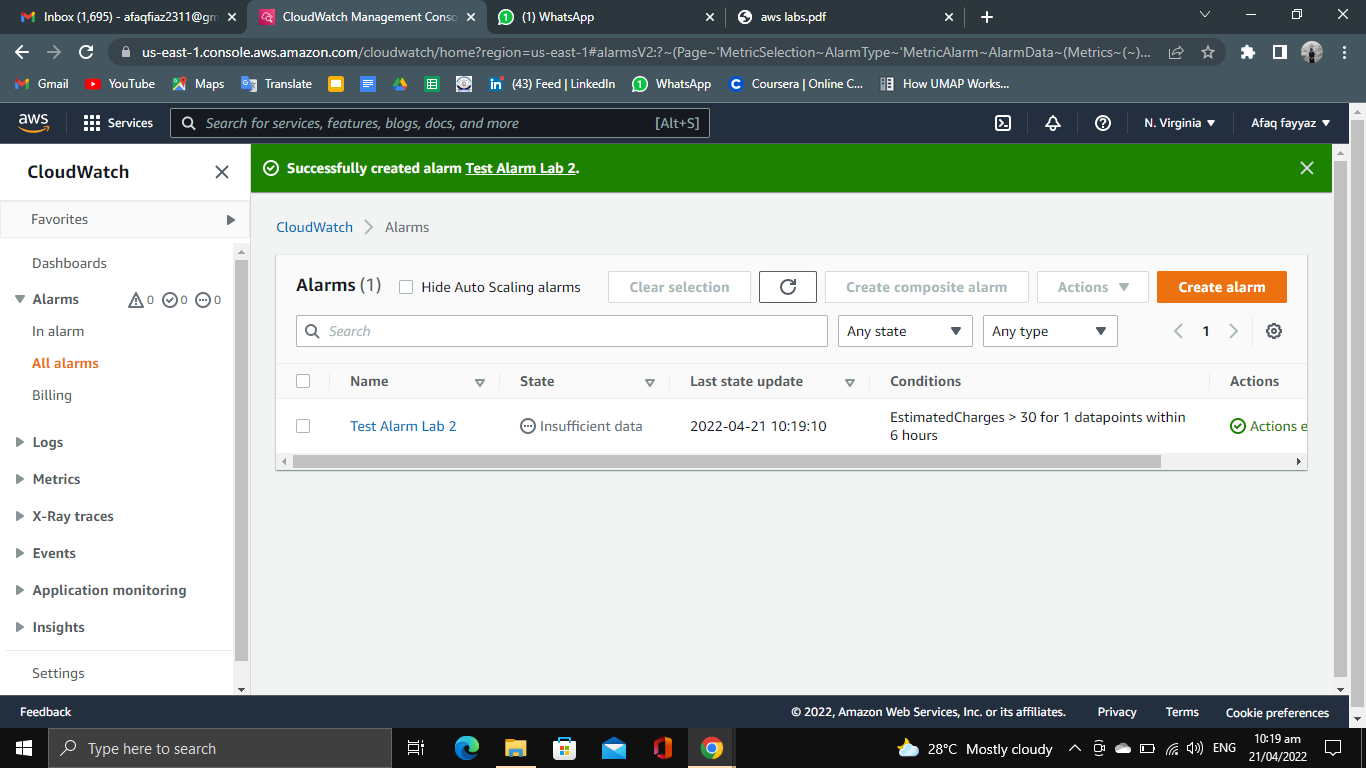 Inbox (1,695) - afaqfiaz2311@gm
CloudWatch Management Conso
(1) WhatsApp
aws labs.pdf
us-east-1.console.aws.amazon.com/cloudwatch/home?region=us-east-1#alarmsV2:?~(Page~'MetricSelection~AlarmType~'MetricAlarm~AlarmData~(Metrics~(~)...
Gmail
YouTube
Maps
Translate
(43) Feed | LinkedIn
WhatsApp
Coursera | Online C...
How UMAP Works...
aws
Services
Search for services, features, blogs, docs, and more
[Alt+S]
N. Virginia
Afaq fayyaz
CloudWatch
Successfully created alarm Test Alarm Lab 2.
Favorites
Dashboards
Alarms
0
0
0
In alarm
All alarms
Billing
Logs
Metrics
X-Ray traces
Events
Application monitoring
Insights
Settings
CloudWatch
Alarms
Alarms (1)
Hide Auto Scaling alarms
Clear selection
Create composite alarm
Actions
Create alarm
Search
Any state
Any type
1
Name
State
Last state update
Conditions
Actions
Test Alarm Lab 2
Insufficient data
2022-04-21 10:19:10
EstimatedCharges > 30 for 1 datapoints within
6 hours
Actions e
Feedback
© 2022, Amazon Web Services, Inc. or its affiliates.
Privacy
Terms
Cookie preferences
Type here to search
28°C Mostly cloudy
ENG
10:19 am
21/04/2022